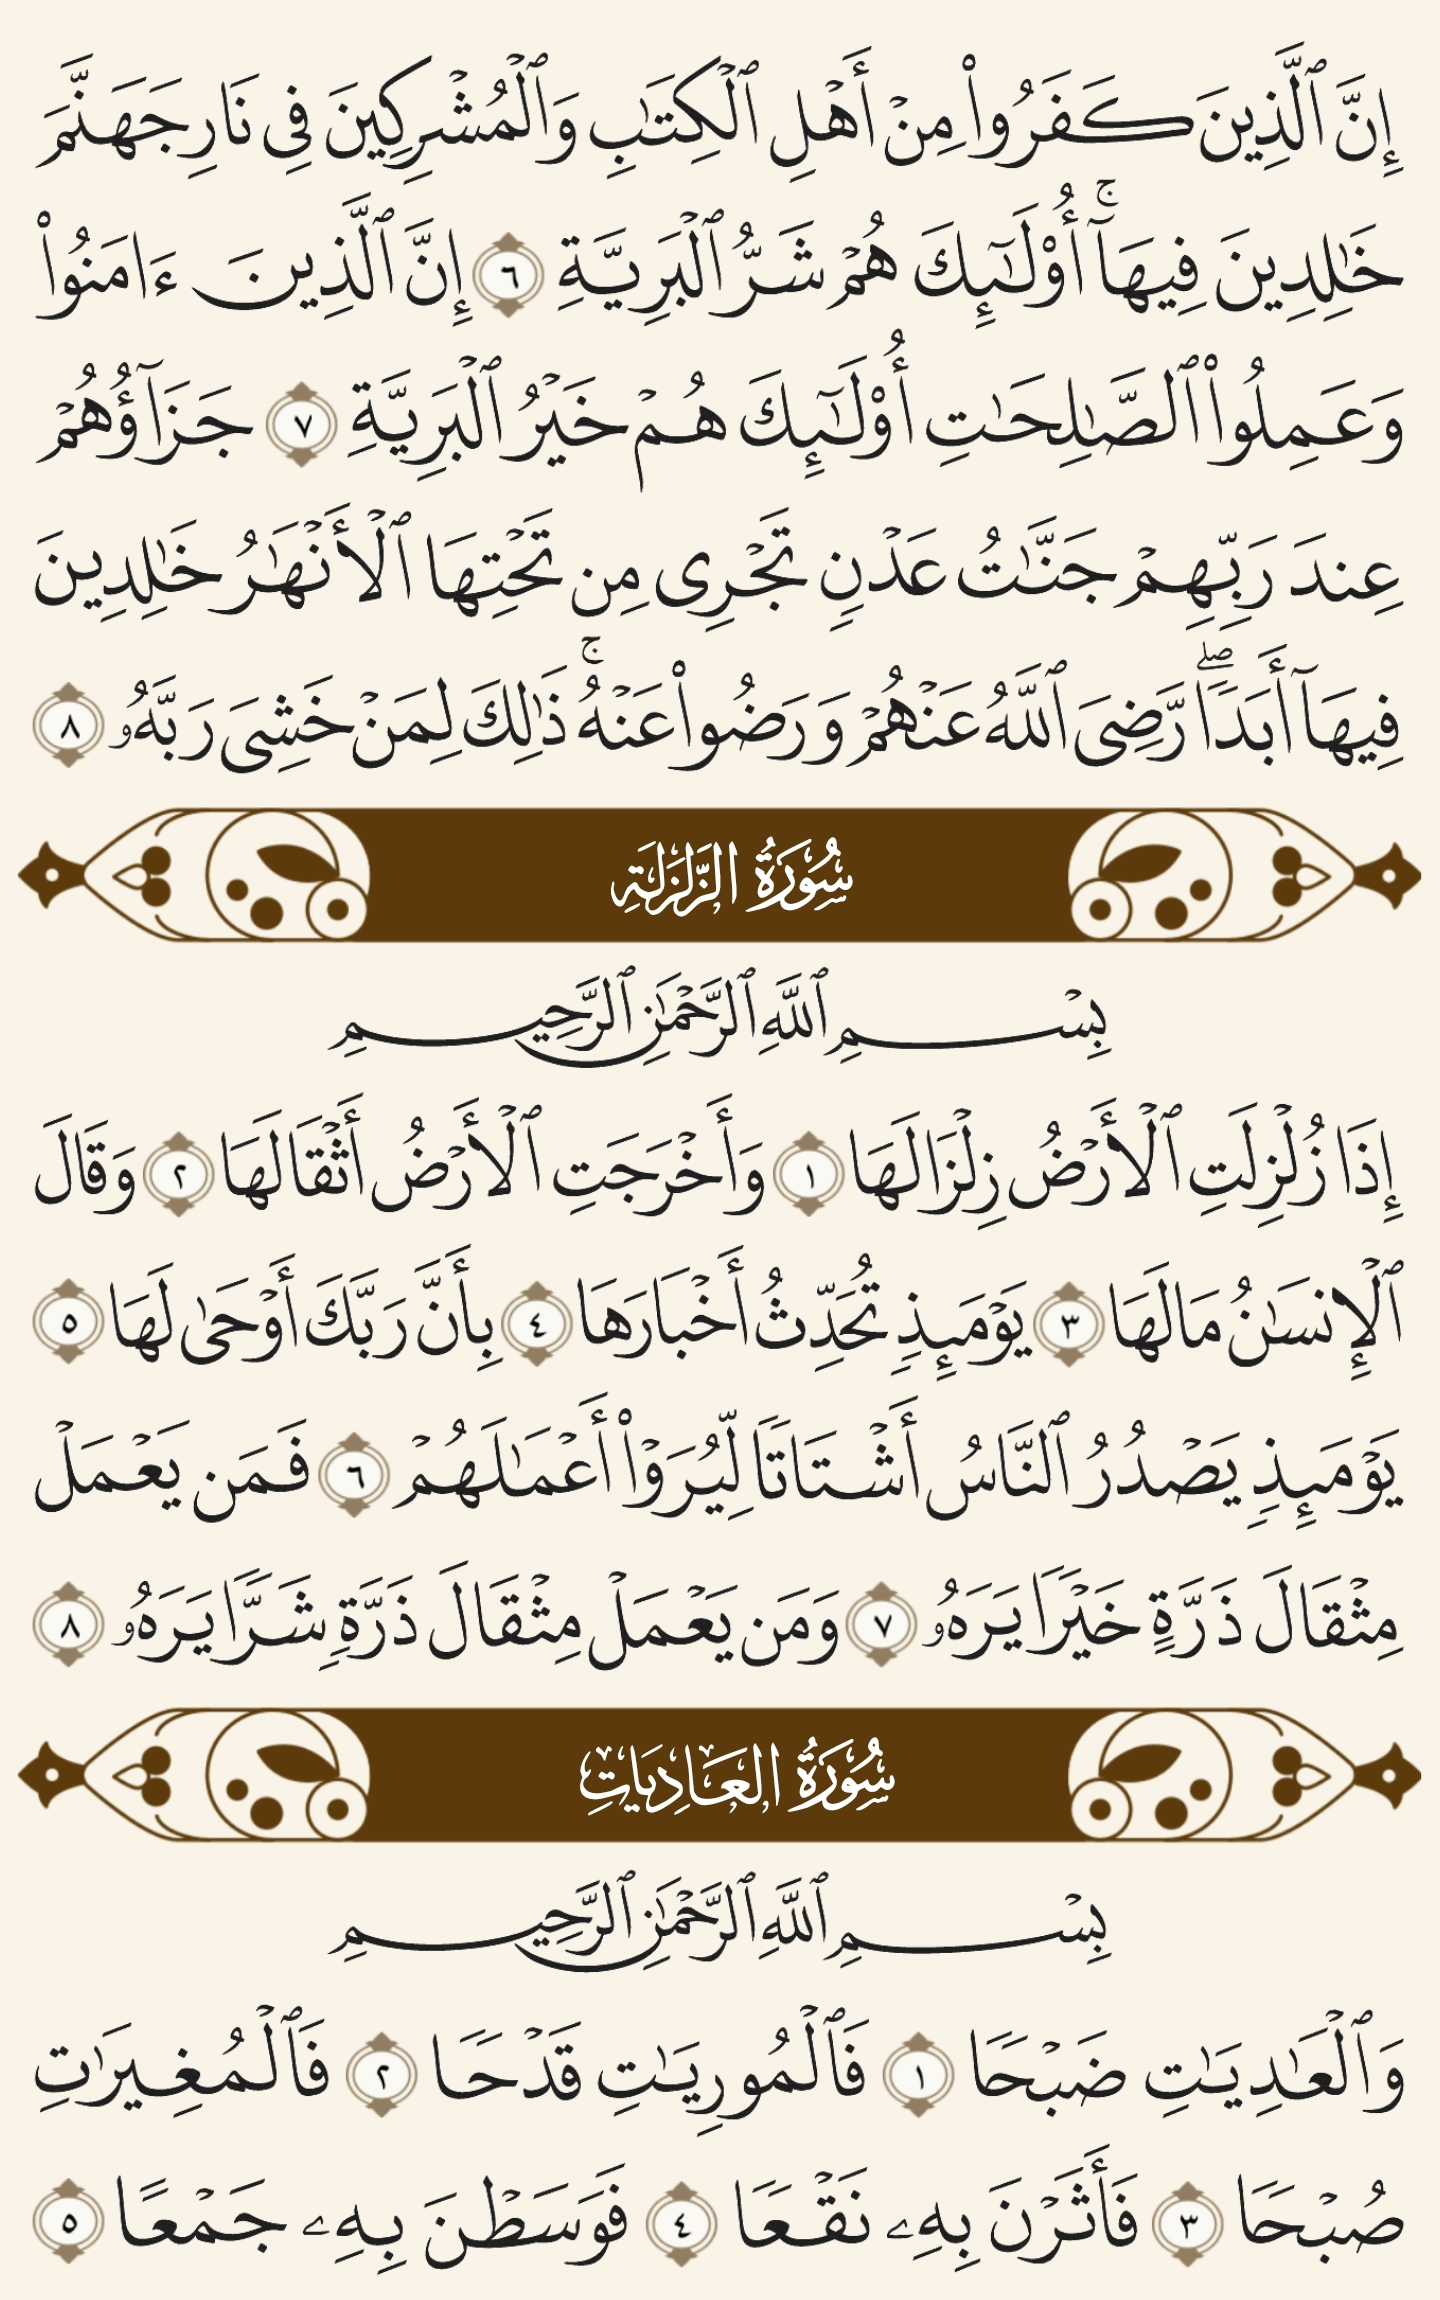 إِنَّ ٱلَّذِينَ كَفَرُوا۟ مِنْ أَهْلِ ٱلْكِتَـٰبِ وَٱلْمُشْرِكِينَ فِى نَارِ جَهَنَّمَ
خَـٰلِدِينَ فِيهَآ ۚ أُو۟لَـٰٓئِكَ هُمْ شَرُّ ٱلْبَرِيَّةِ ٦ إِنَّ ٱلَّذِينَ ءَامَنُوا۟
وَعَمِلُوا۟ ٱلصَّـٰلِحَـٰتِ أُو۟لَـٰٓئِكَ هُمْ خَيْرُ ٱلْبَرِيَّةِ ٧ جَزَآؤُهُمْ
عِندَ رَبِّهِمْ جَنَّـٰتُ عَدْنٍ تَجْرِى مِن تَحْتِهَا ٱلْأَنْهَـٰرُ خَـٰلِدِينَ
فِيهَآ أَبَدًا ۖ رَّضِىَ ٱللَّهُ عَنْهُمْ وَرَضُوا۟ عَنْهُ ۚ ذَٰلِكَ لِمَنْ خَشِىَ رَبَّهُۥ ٨
سُورَةُ الزَّلْزَلَةِ
بِسْمِ ٱللَّهِ ٱلرَّحْمَـٰنِ ٱلرَّحِيمِ
إِذَا زُلْزِلَتِ ٱلْأَرْضُ زِلْزَالَهَا ١ وَأَخْرَجَتِ ٱلْأَرْضُ أَثْقَالَهَا ٢ وَقَالَ
ٱلْإِنسَـٰنُ مَا لَهَا ٣ يَوْمَئِذٍ تُحَدِّثُ أَخْبَارَهَا ٤ بِأَنَّ رَبَّكَ أَوْحَىٰ لَهَا ٥
يَوْمَئِذٍ يَصْدُرُ ٱلنَّاسُ أَشْتَاتًا لِّيُرَوْا۟ أَعْمَـٰلَهُمْ ٦ فَمَن يَعْمَلْ
مِثْقَالَ ذَرَّةٍ خَيْرًا يَرَهُۥ ٧ وَمَن يَعْمَلْ مِثْقَالَ ذَرَّةٍ شَرًّا يَرَهُۥ ٨
سُورَةُ العَادِيَاتِ
بِسْمِ ٱللَّهِ ٱلرَّحْمَـٰنِ ٱلرَّحِيمِ
وَٱلْعَـٰدِيَـٰتِ ضَبْحًا ١ فَٱلْمُورِيَـٰتِ قَدْحًا ٢ فَٱلْمُغِيرَٰتِ
صُبْحًا ٣ فَأَثَرْنَ بِهِۦ نَقْعًا ٤ فَوَسَطْنَ بِهِۦ جَمْعًا ٥